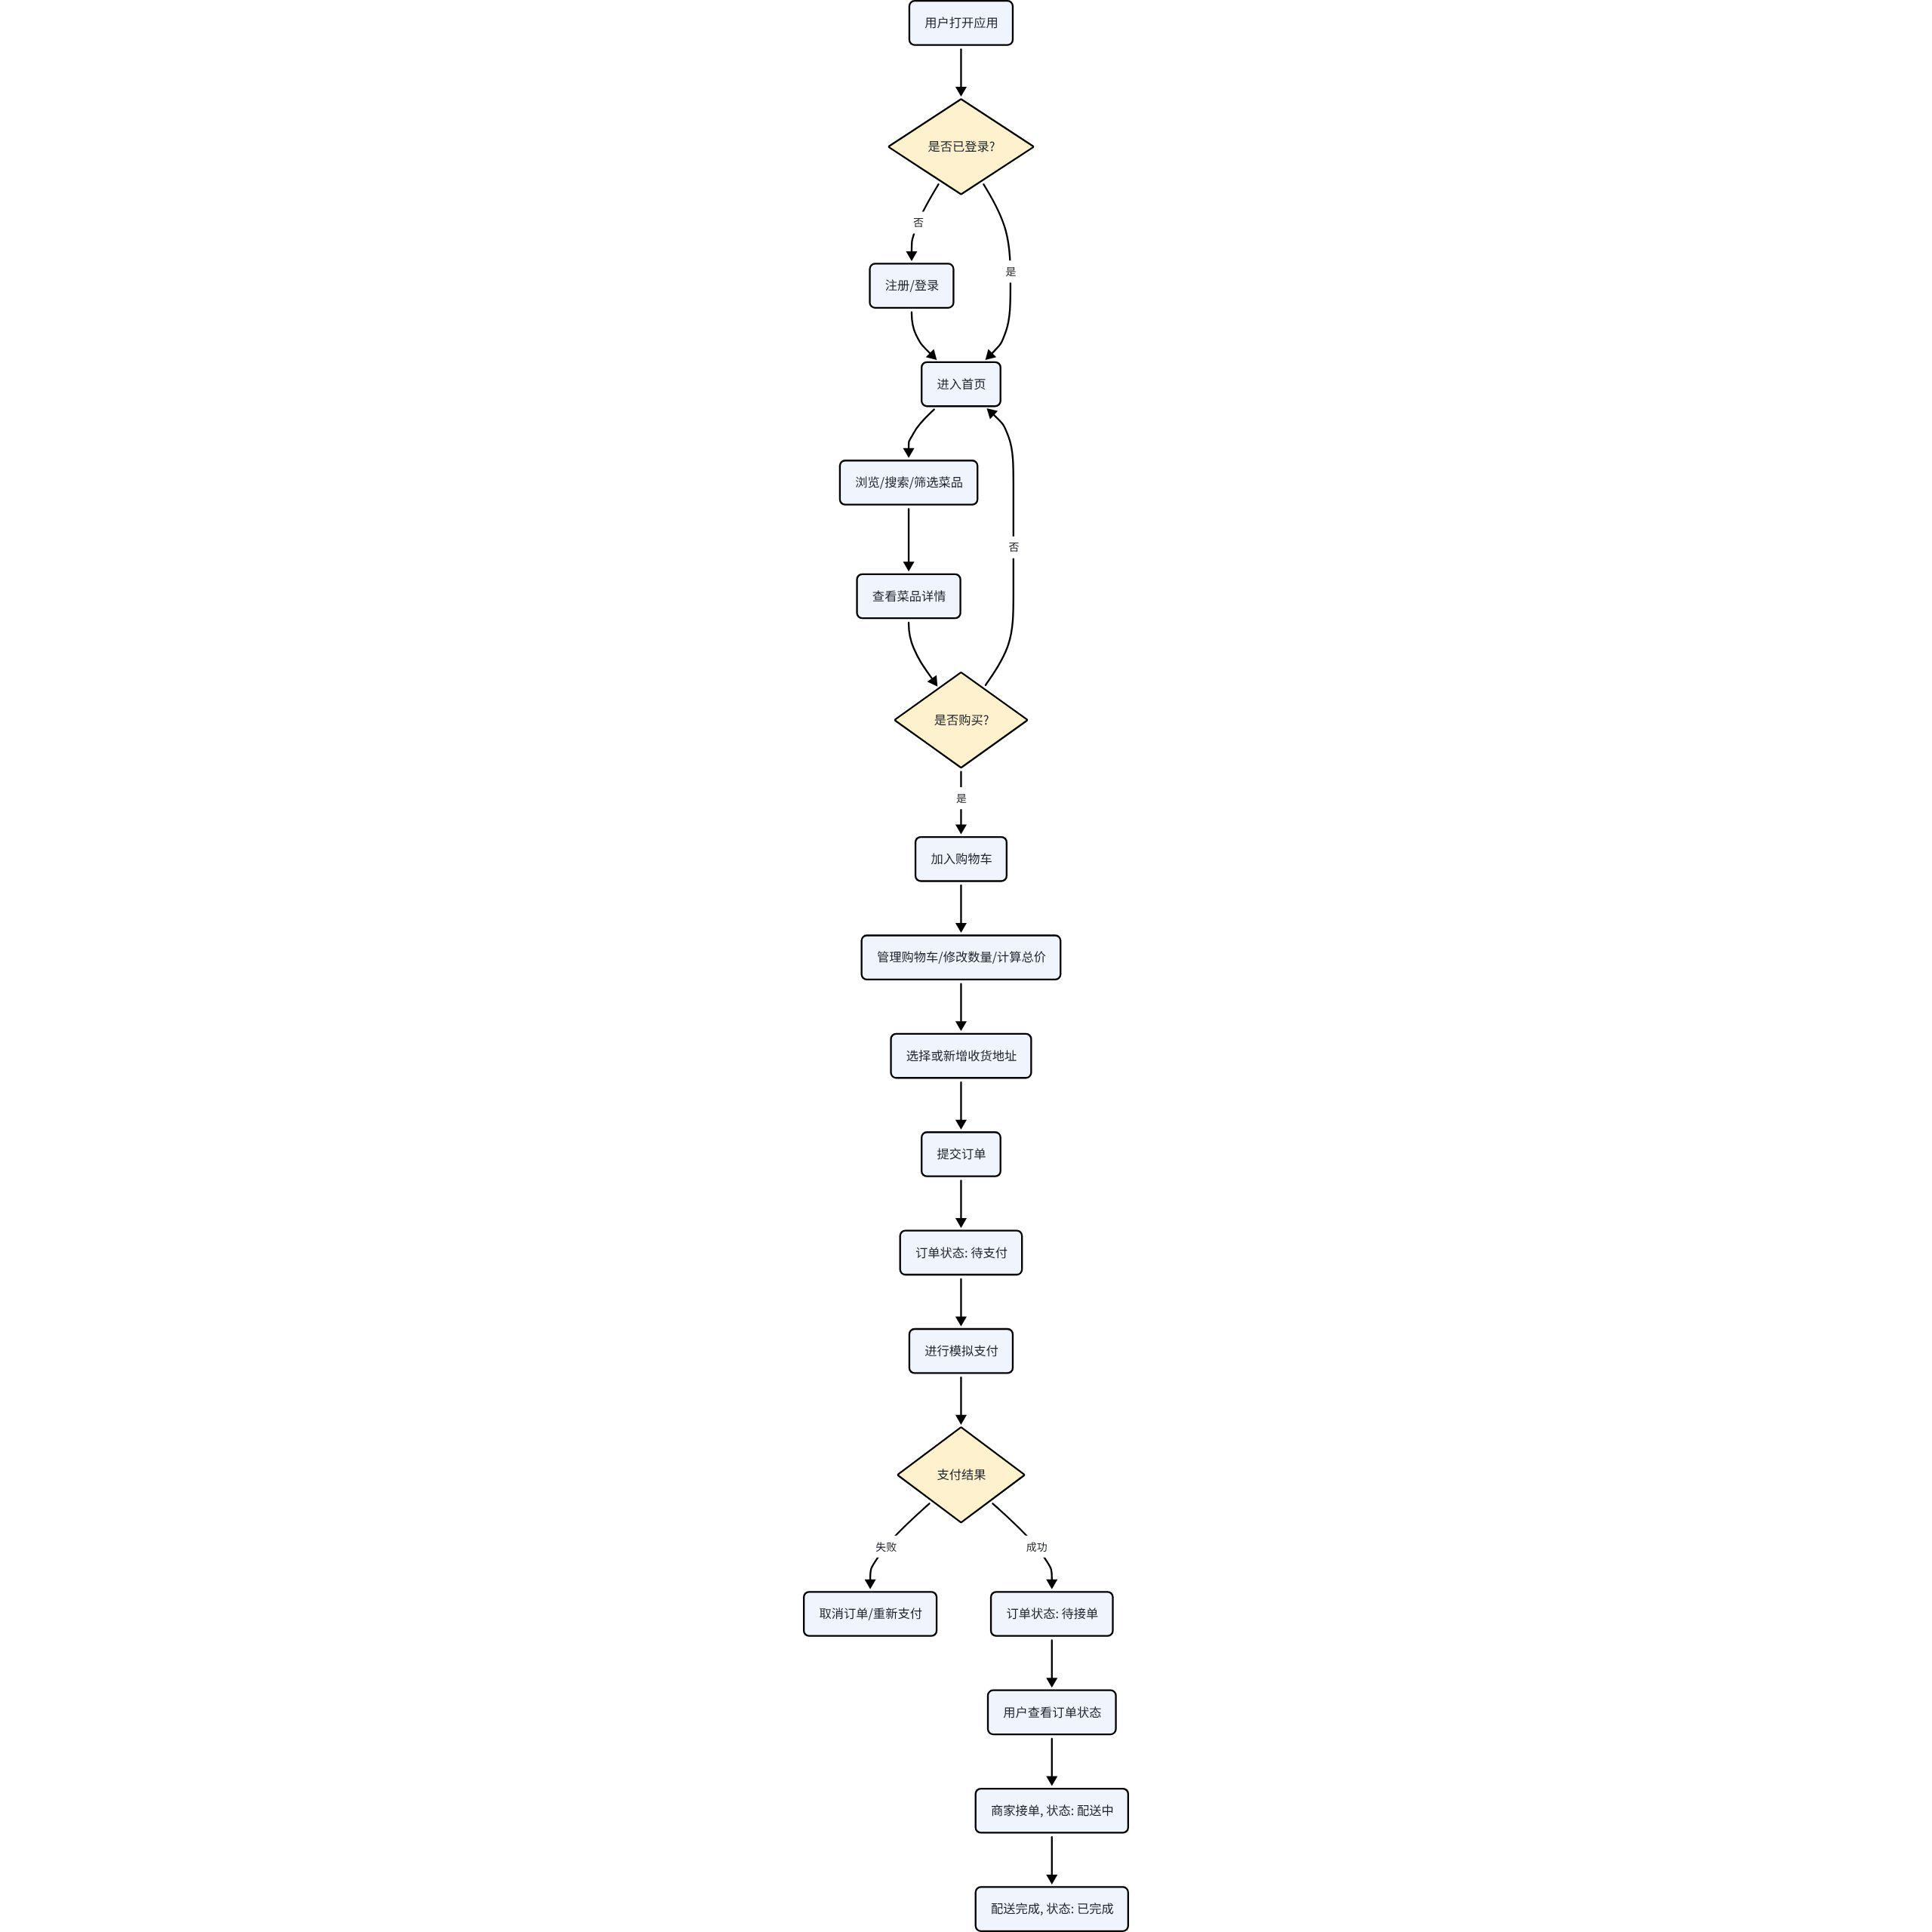 用户打开应用
是否已登录?
否
是
注册/登录
进入首页
浏览/搜索/筛选菜品
否
查看菜品详情
是否购买?
是
加入购物车
管理购物车/修改数量/计算总价
选择或新增收货地址
提交订单
订单状态: 待支付
进行模拟支付
支付结果
失败
成功
取消订单/重新支付
订单状态: 待接单
用户查看订单状态
商家接单, 状态: 配送中
配送完成, 状态: 已完成